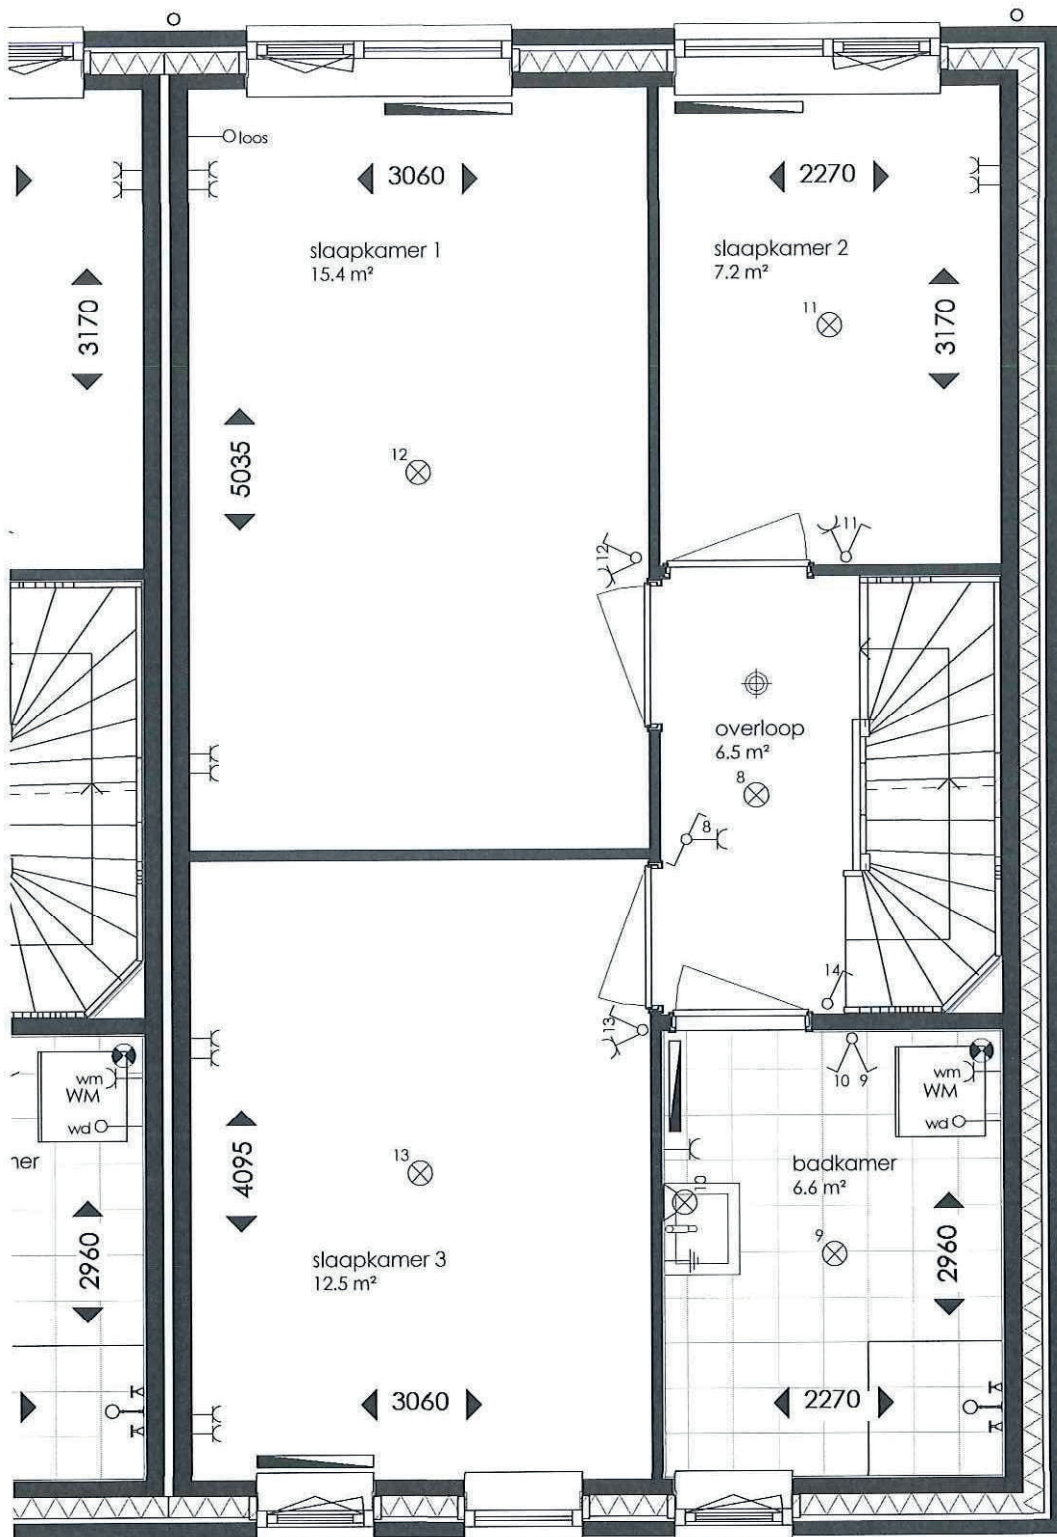 loos
3060
2270
slaapkamer 1
15.4 m²
slaapkamer 2
7.2 m²
3170
11
3170
5035
12
12
11
overloop
6.5 m²
8
8
14
13
wm
WM
wd
10 9
wm
WM
wd
ner
4095
13
10
badkamer
6.6 m²
9
2960
slaapkamer 3
12.5 m²
2960
3060
2270